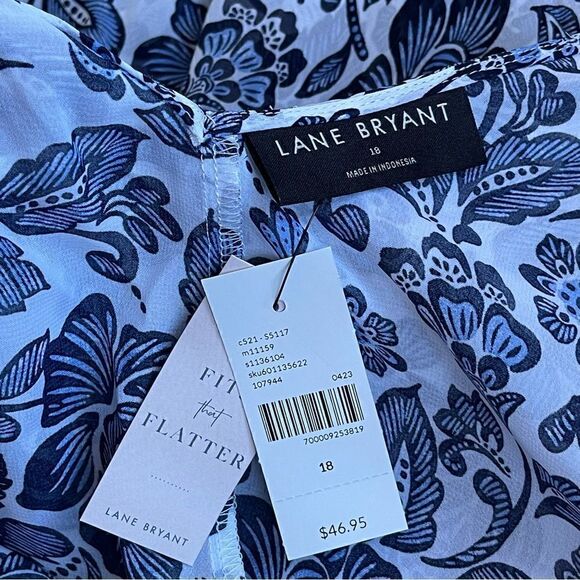 LANE BRYANT
18
MADE IN INDONESIA
c521-S5117
m11159
s1136104
sku601135622
107944
0423
700009253819
18
$46.95
FIT
that
FLATTER
LANE BRYANT